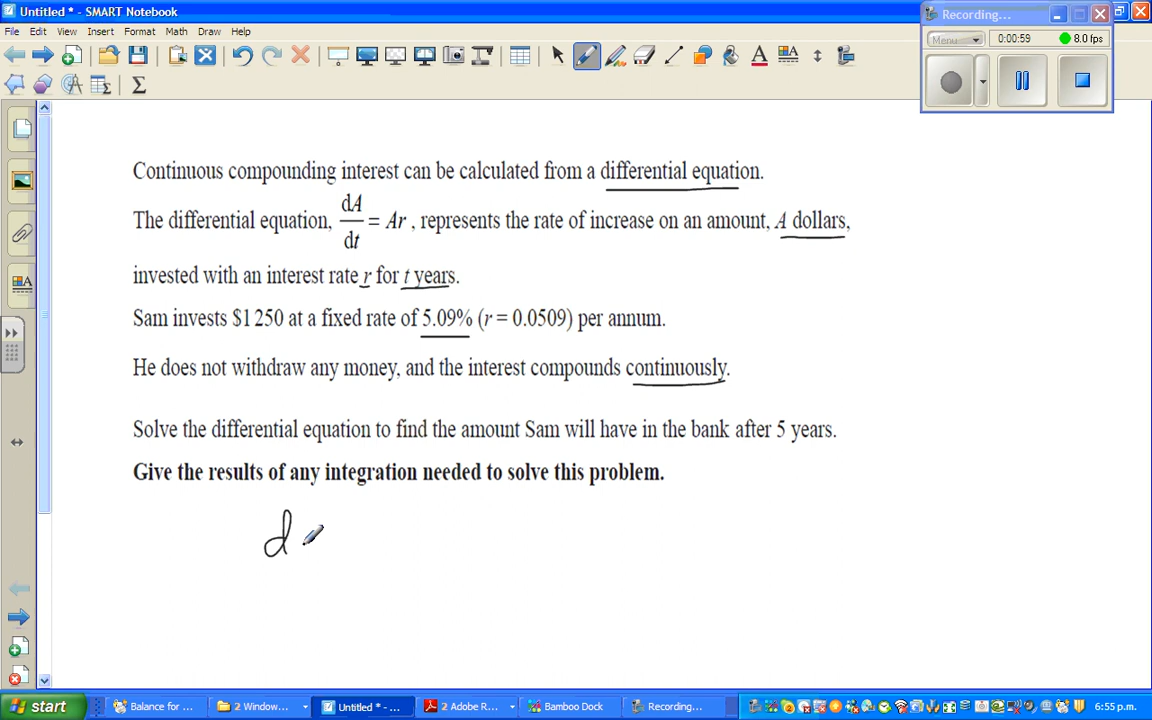 Untitled * - SMART Notebook
File Edit View Insert Format Math Draw Help
Recording...
Menu 0:00:59 8.0 fps
Continuous compounding interest can be calculated from a differential equation.
The differential equation, dA/dt = Ar , represents the rate of increase on an amount, A dollars,
invested with an interest rate r for t years.
Sam invests $1250 at a fixed rate of 5.09% (r = 0.0509) per annum.
He does not withdraw any money, and the interest compounds continuously.
Solve the differential equation to find the amount Sam will have in the bank after 5 years.
Give the results of any integration needed to solve this problem.
d
start Balance for ... 2 Window... Untitled * - ... 2 Adobe R... Bamboo Dock Recording... 6:55 p.m.